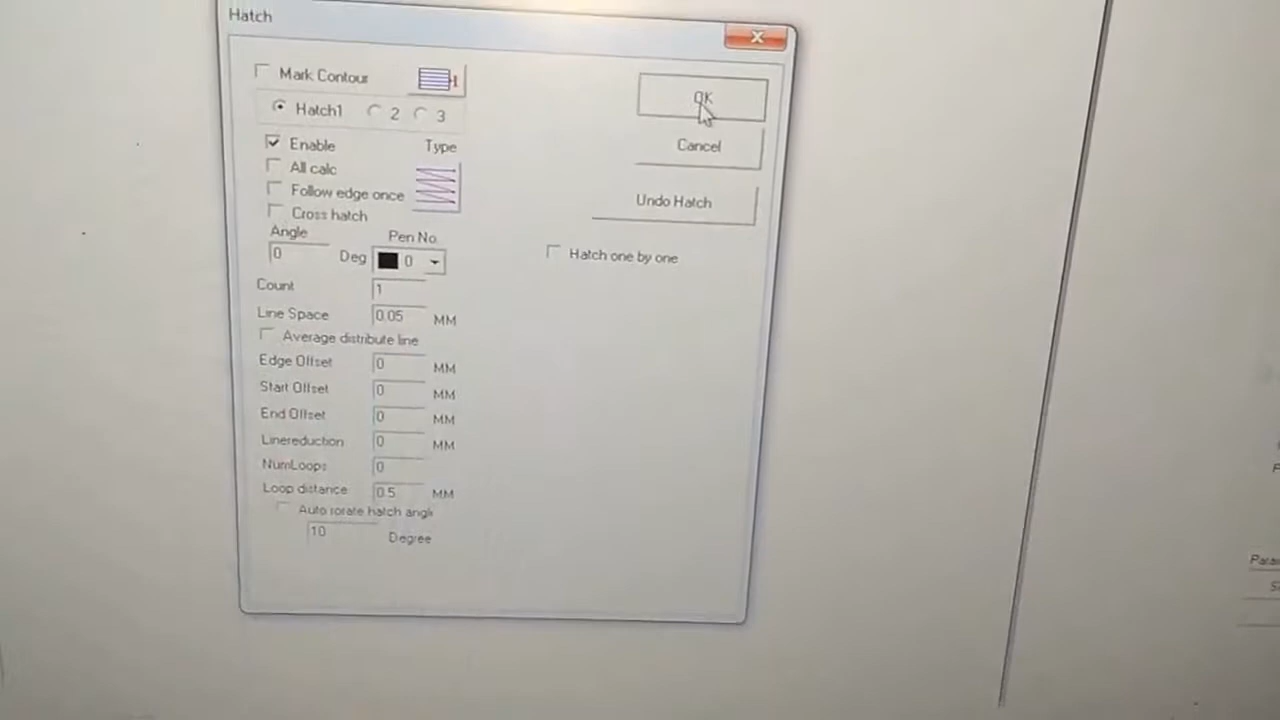 Hatch
Mark Contour
OK
Hatch1 2 3
Enable Type
Cancel
All calc
Follow edge once
Undo Hatch
Cross hatch
Angle Pen No.
0 Deg 0
Hatch one by one
Count 1
Line Space 0.05 MM
Average distribute line
Edge Offset 0 MM
Start Offset 0 MM
End Offset 0 MM
Linereduction 0 MM
NumLoops 0
Loop distance 0.5 MM
Auto rotate hatch angl
10 Degree